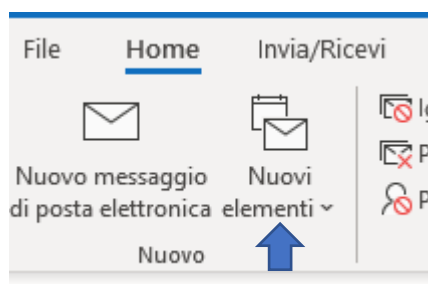 File Home Invia/Ricevi
Nuovo messaggio
di posta elettronica
Nuovi
elementi
Nuovo